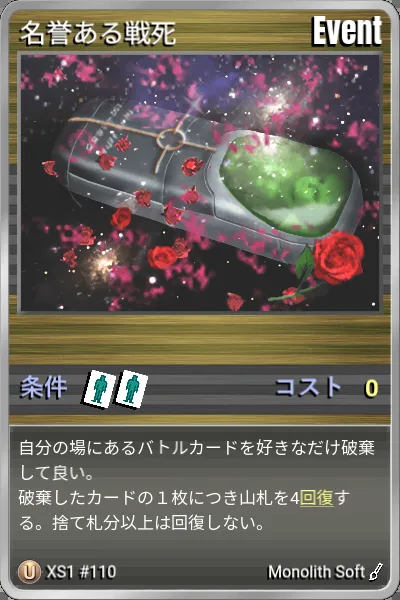 名誉ある戦死
Event
条件
コスト 0
自分の場にあるバトルカードを好きなだけ破棄
して良い。
破棄したカードの１枚につき山札を4回復す
る。捨て札分以上は回復しない。
U XS1 #110
Monolith Soft